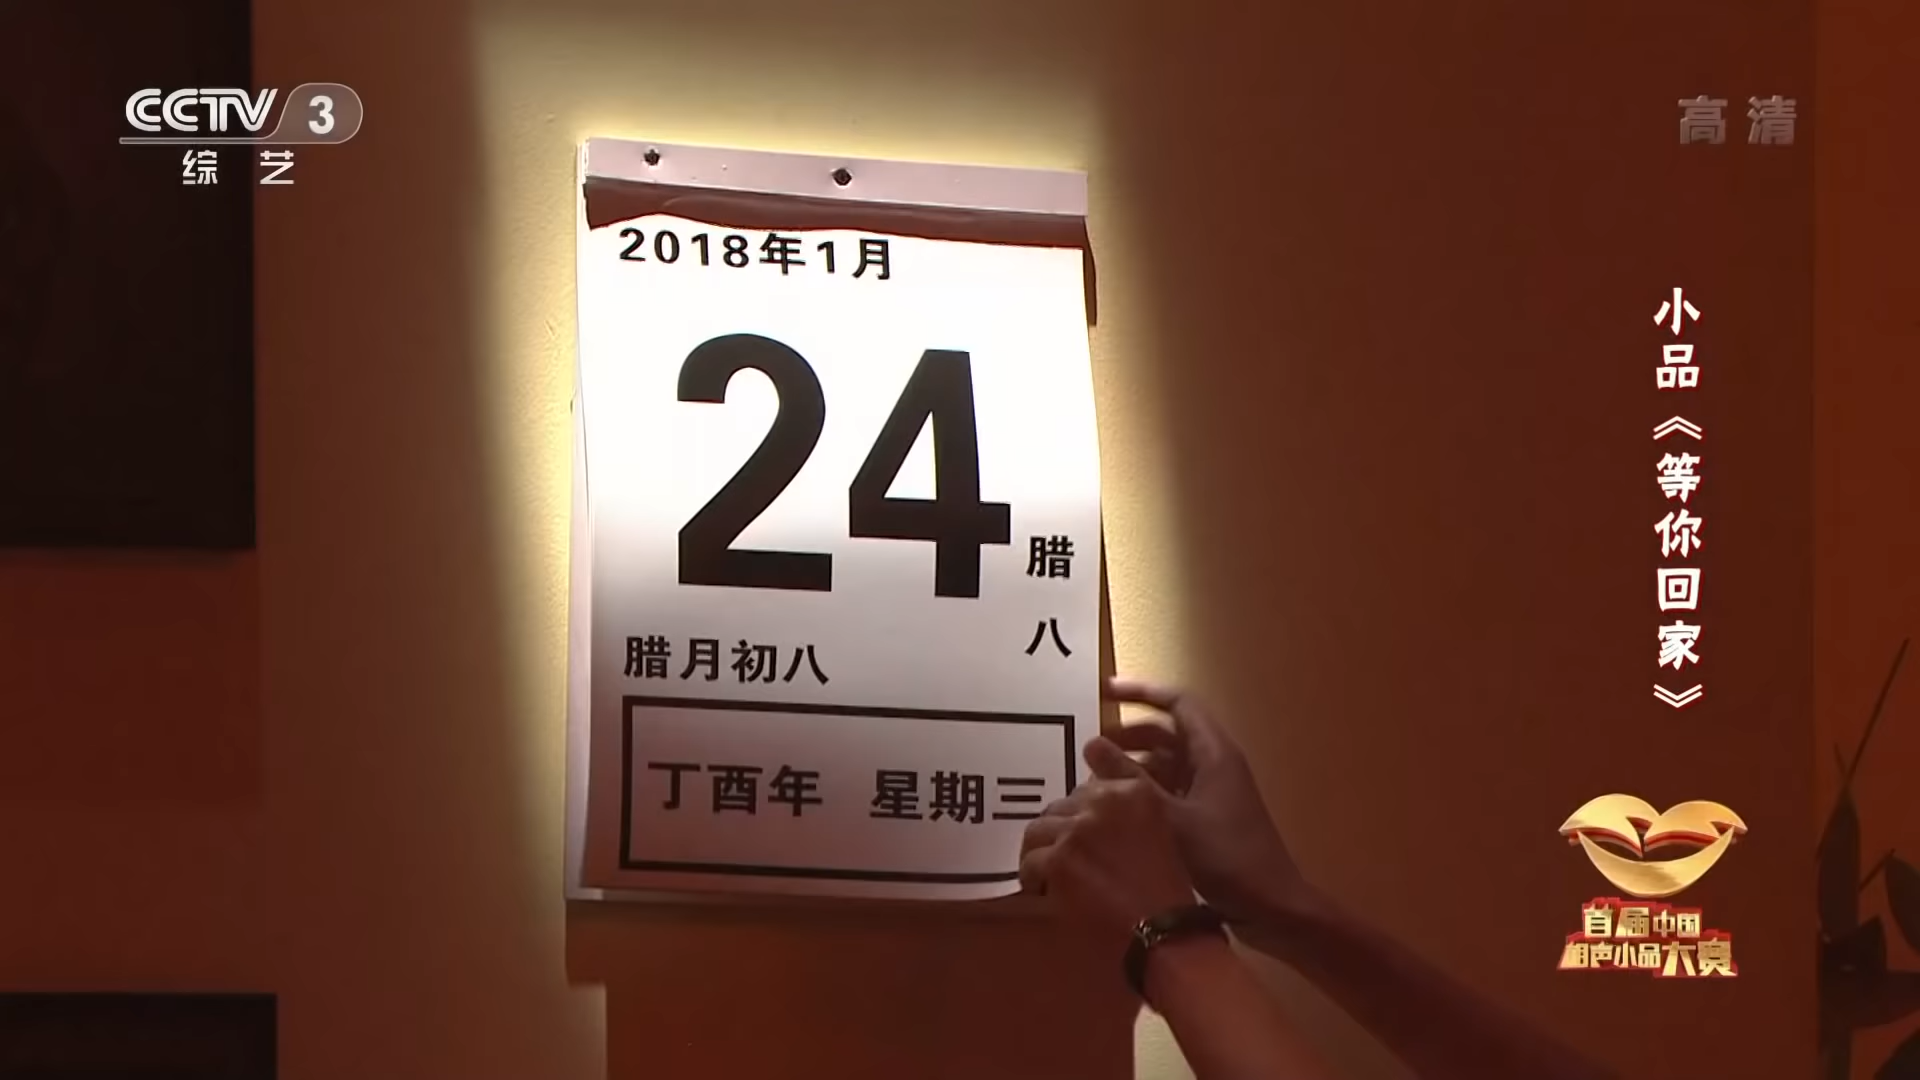 CCTV 3
综 艺
高清
2018年1月
24
腊八
腊月初八
丁酉年 星期三
小品《等你回家》
首届中国
相声小品大赛